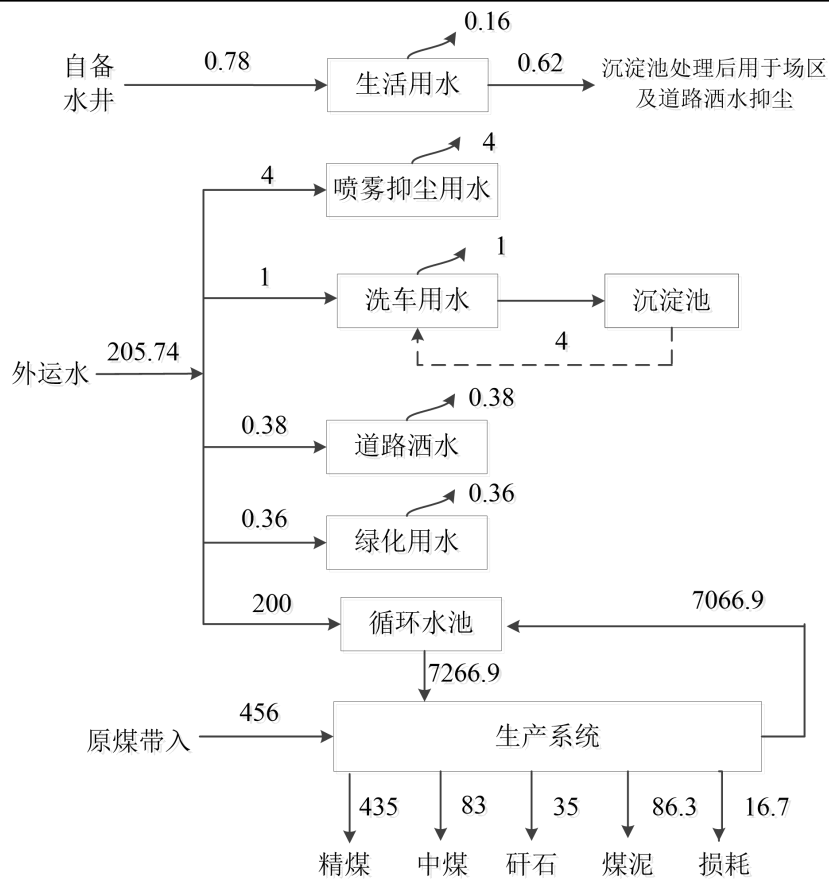 0.16
自备
水井
0.78
生活用水
0.62
沉淀池处理后用于场区
及道路洒水抑尘
4
4
喷雾抑尘用水
1
1
洗车用水
沉淀池
4
外运水
205.74
0.38
0.38
道路洒水
0.36
0.36
绿化用水
200
循环水池
7066.9
7266.9
原煤带入
456
生产系统
435
83
35
86.3
16.7
精煤
中煤
矸石
煤泥
损耗